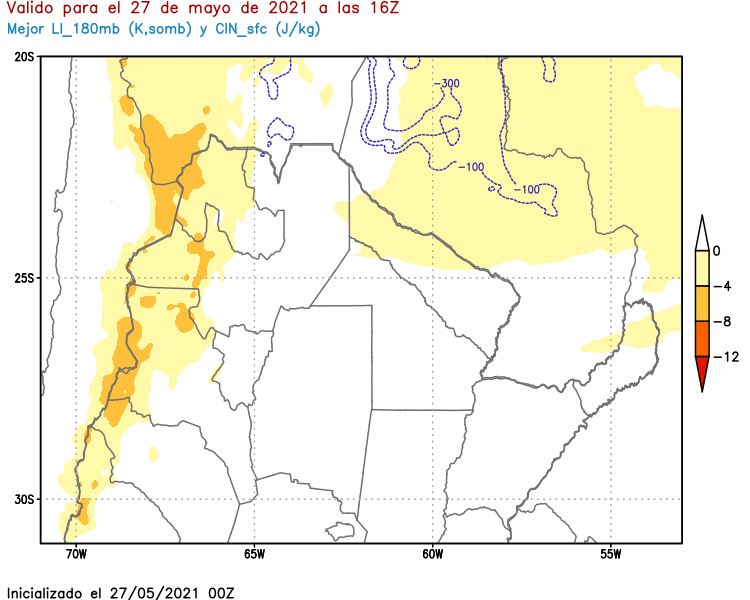 Valido para el 27 de mayo de 2021 a las 16Z
Mejor LI_180mb (K,somb) y CIN_sfc (J/kg)
20S
-300
-100
-100
0
25S
-4
-8
-12
30S
70W 65W 60W 55W
Inicializado el 27/05/2021 00Z